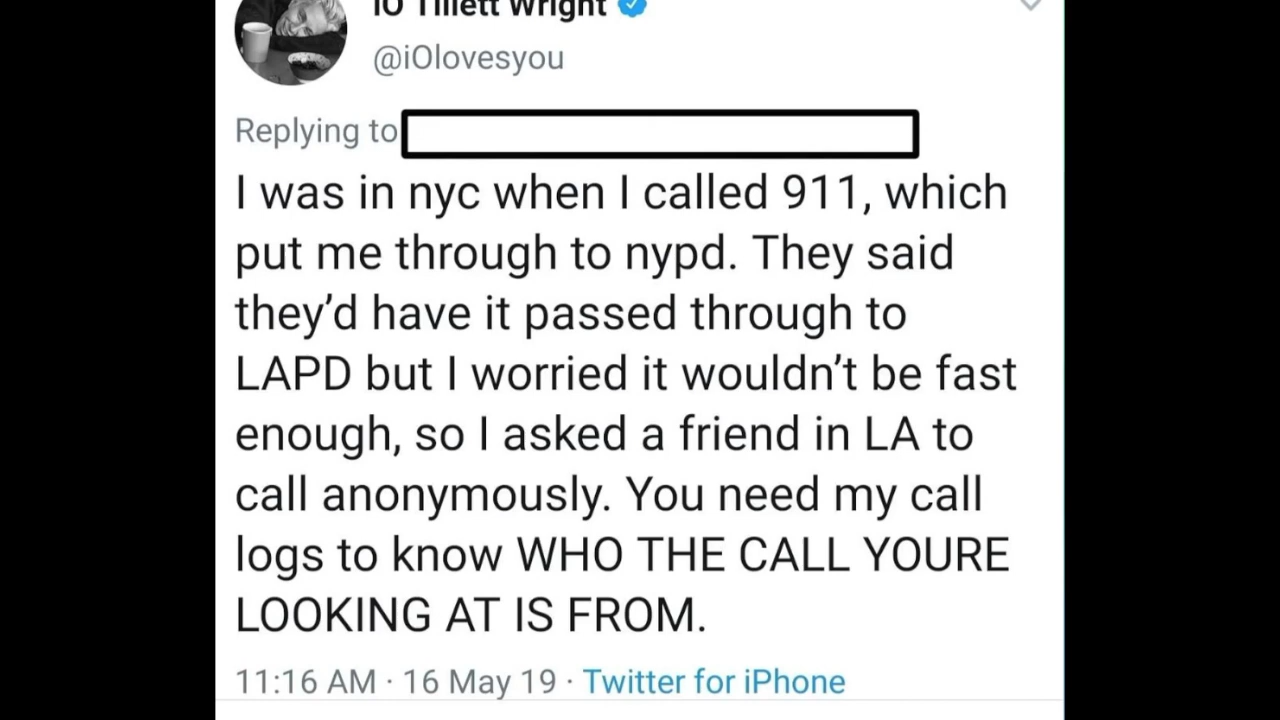 iO Tillett Wright
@iOlovesyou
Replying to
I was in nyc when I called 911, which
put me through to nypd. They said
they’d have it passed through to
LAPD but I worried it wouldn’t be fast
enough, so I asked a friend in LA to
call anonymously. You need my call
logs to know WHO THE CALL YOURE
LOOKING AT IS FROM.
11:16 AM · 16 May 19 · Twitter for iPhone